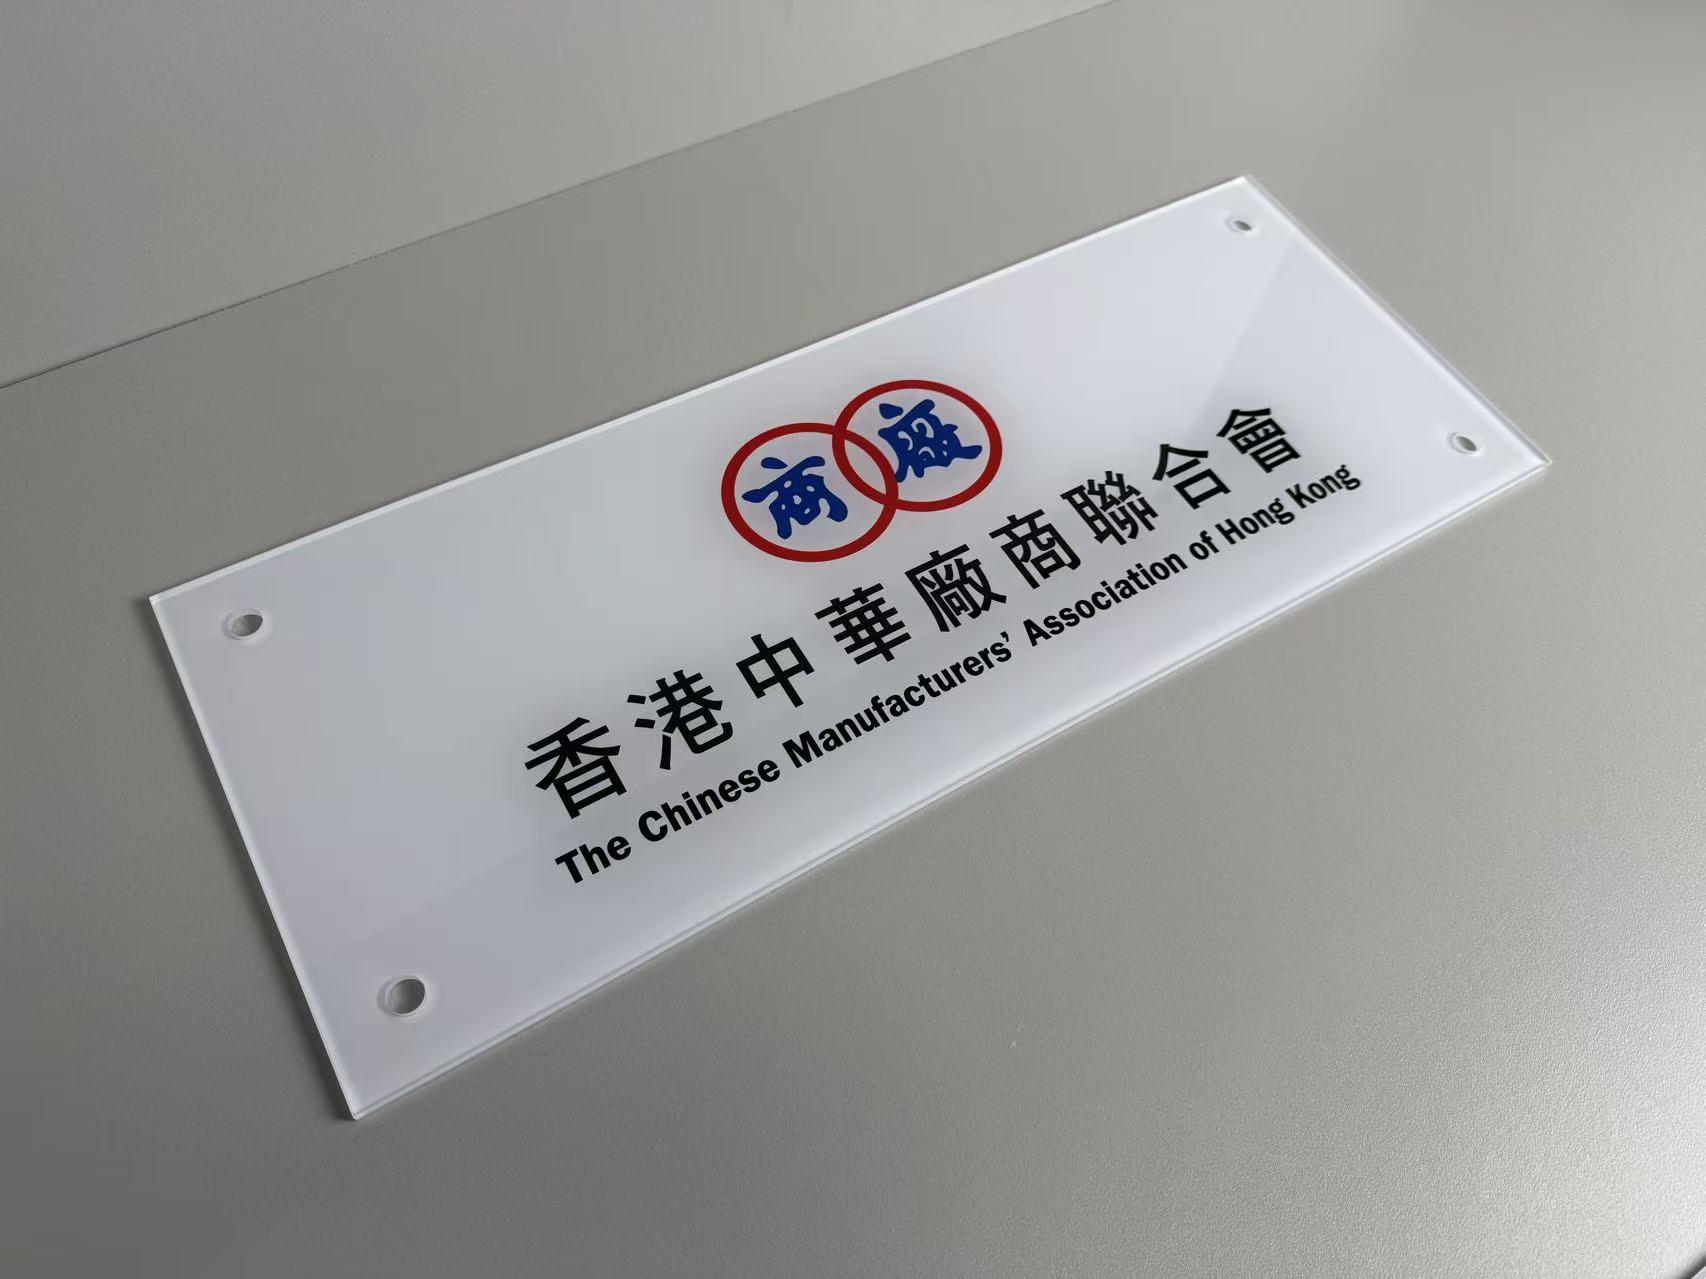 商廠
香港中華廠商聯合會
The Chinese Manufacturers’ Association of Hong Kong